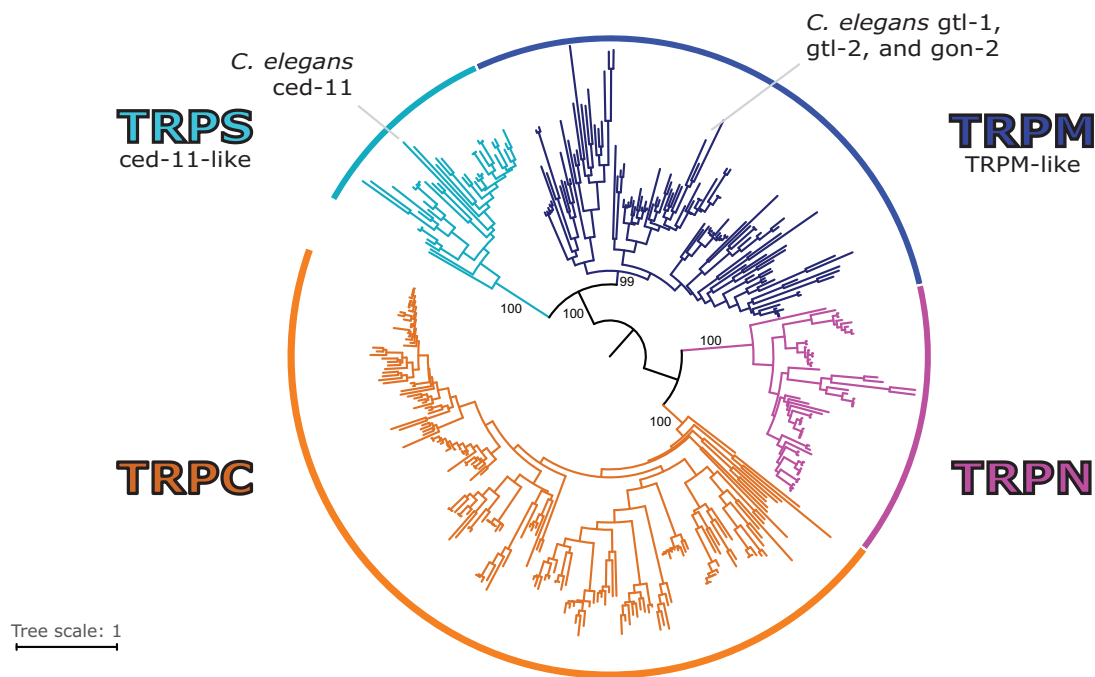 C. elegans gtl-1,
gtl-2, and gon-2
C. elegans
ced-11
TRPS
ced-11-like
TRPM
TRPM-like
99
100
100
100
100
TRPC
TRPN
Tree scale: 1